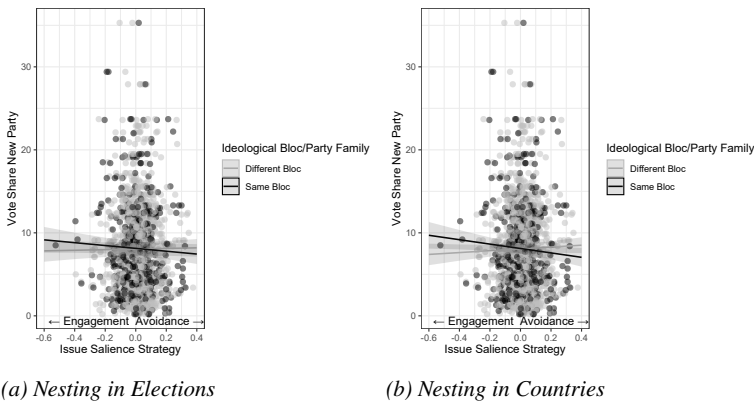 Vote Share New Party
30
20
10
0
-0.6 -0.4 -0.2 0.0 0.2 0.4
← Engagement Avoidance →
Issue Salience Strategy
Ideological Bloc/Party Family
Different Bloc
Same Bloc
(a) Nesting in Elections
Vote Share New Party
30
20
10
0
-0.6 -0.4 -0.2 0.0 0.2 0.4
← Engagement Avoidance →
Issue Salience Strategy
Ideological Bloc/Party Family
Different Bloc
Same Bloc
(b) Nesting in Countries